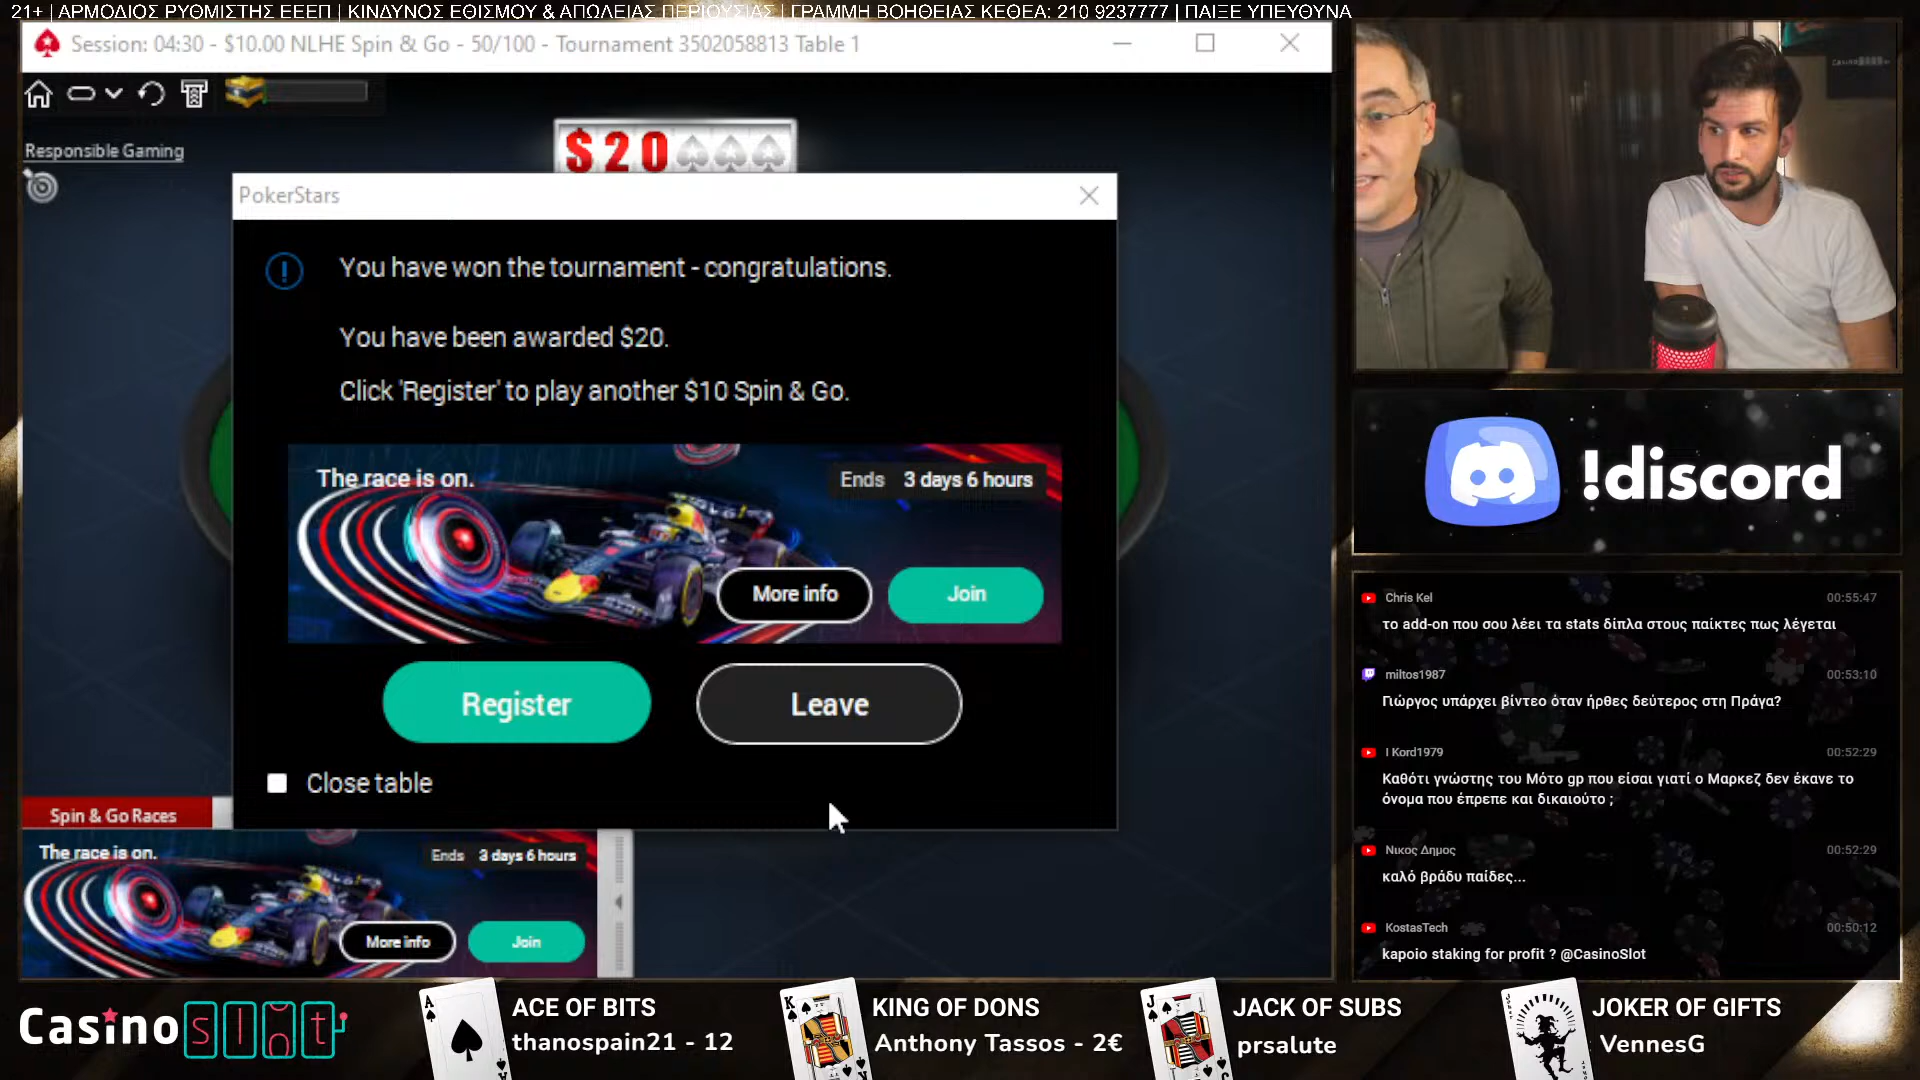 21+ | ΑΡΜΟΔΙΟΣ ΡΥΘΜΙΣΤΗΣ ΕΕΕΠ | ΚΙΝΔΥΝΟΣ ΕΘΙΣΜΟΥ & ΑΠΩΛΕΙΑΣ ΠΕΡΙΟΥΣΙΑΣ | ΓΡΑΜΜΗ ΒΟΗΘΕΙΑΣ ΚΕΘΕΑ: 210 9237777 | ΠΑΙΞΕ ΥΠΕΥΘΥΝΑ
Session: 04:30 - $10.00 NLHE Spin & Go - 50/100 - Tournament 3502058813 Table 1
Responsible Gaming
$20
PokerStars
You have won the tournament - congratulations.
You have been awarded $20.
Click 'Register' to play another $10 Spin & Go.
The race is on.
Ends 3 days 6 hours
More info
Join
Register
Leave
Close table
Spin & Go Races
The race is on.
Ends 3 days 6 hours
More info
Join
!discord
Chris Kel 00:55:47
το add-on που σου λέει τα stats δίπλα στους παίκτες πως λέγεται
miltos1987 00:53:10
Γιώργος υπάρχει βίντεο όταν ήρθες δεύτερος στη Πράγα?
I Kord1979 00:52:29
Καθότι γνώστης του Μότο gp που είσαι γιατί ο Μαρκεζ δεν έκανε το
όνομα που έπρεπε και δικαιούτο ;
Νικος Δημος 00:52:29
καλό βράδυ παίδες...
KostasTech 00:50:12
kapoio staking for profit ? @CasinoSlot
Casino slot
ACE OF BITS
thanospain21 - 12
KING OF DONS
Anthony Tassos - 2€
JACK OF SUBS
prsalute
JOKER OF GIFTS
VennesG